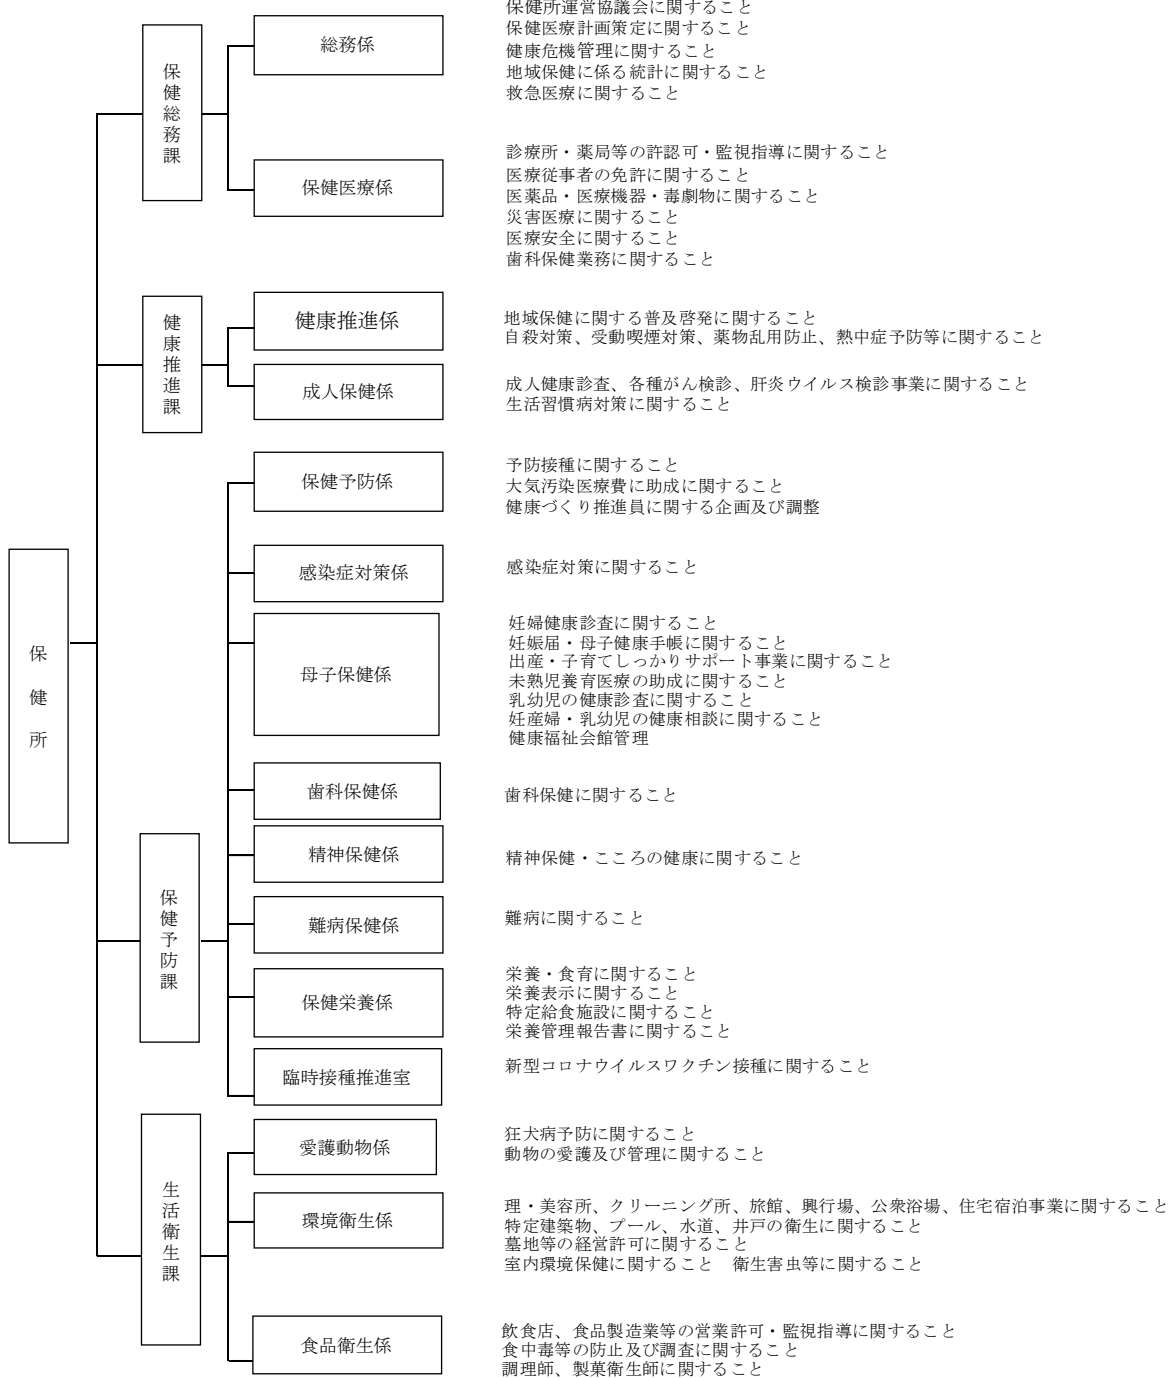 保健所
保健総務課
総務係
保健所運営協議会に関すること
保健医療計画策定に関すること
健康危機管理に関すること
地域保健に係る統計に関すること
救急医療に関すること
保健医療係
診療所・薬局等の許認可・監視指導に関すること
医療従事者の免許に関すること
医薬品・医療機器・毒劇物に関すること
災害医療に関すること
医療安全に関すること
歯科保健業務に関すること
健康推進課
健康推進係
地域保健に関する普及啓発に関すること
自殺対策、受動喫煙対策、薬物乱用防止、熱中症予防等に関すること
成人保健係
成人健康診査、各種がん検診、肝炎ウイルス検診事業に関すること
生活習慣病対策に関すること
保健予防課
保健予防係
予防接種に関すること
大気汚染医療費に助成に関すること
健康づくり推進員に関する企画及び調整
感染症対策係
感染症対策に関すること
母子保健係
妊婦健康診査に関すること
妊娠届・母子健康手帳に関すること
出産・子育てしっかりサポート事業に関すること
未熟児養育医療の助成に関すること
乳幼児の健康診査に関すること
妊産婦・乳幼児の健康相談に関すること
健康福祉会館管理
歯科保健係
歯科保健に関すること
精神保健係
精神保健・こころの健康に関すること
難病保健係
難病に関すること
保健栄養係
栄養・食育に関すること
栄養表示に関すること
特定給食施設に関すること
栄養管理報告書に関すること
臨時接種推進室
新型コロナウイルスワクチン接種に関すること
生活衛生課
愛護動物係
狂犬病予防に関すること
動物の愛護及び管理に関すること
環境衛生係
理・美容所、クリーニング所、旅館、興行場、公衆浴場、住宅宿泊事業に関すること
特定建築物、プール、水道、井戸の衛生に関すること
墓地等の経営許可に関すること
室内環境保健に関すること　衛生害虫等に関すること
食品衛生係
飲食店、食品製造業等の営業許可・監視指導に関すること
食中毒等の防止及び調査に関すること
調理師、製菓衛生師に関すること